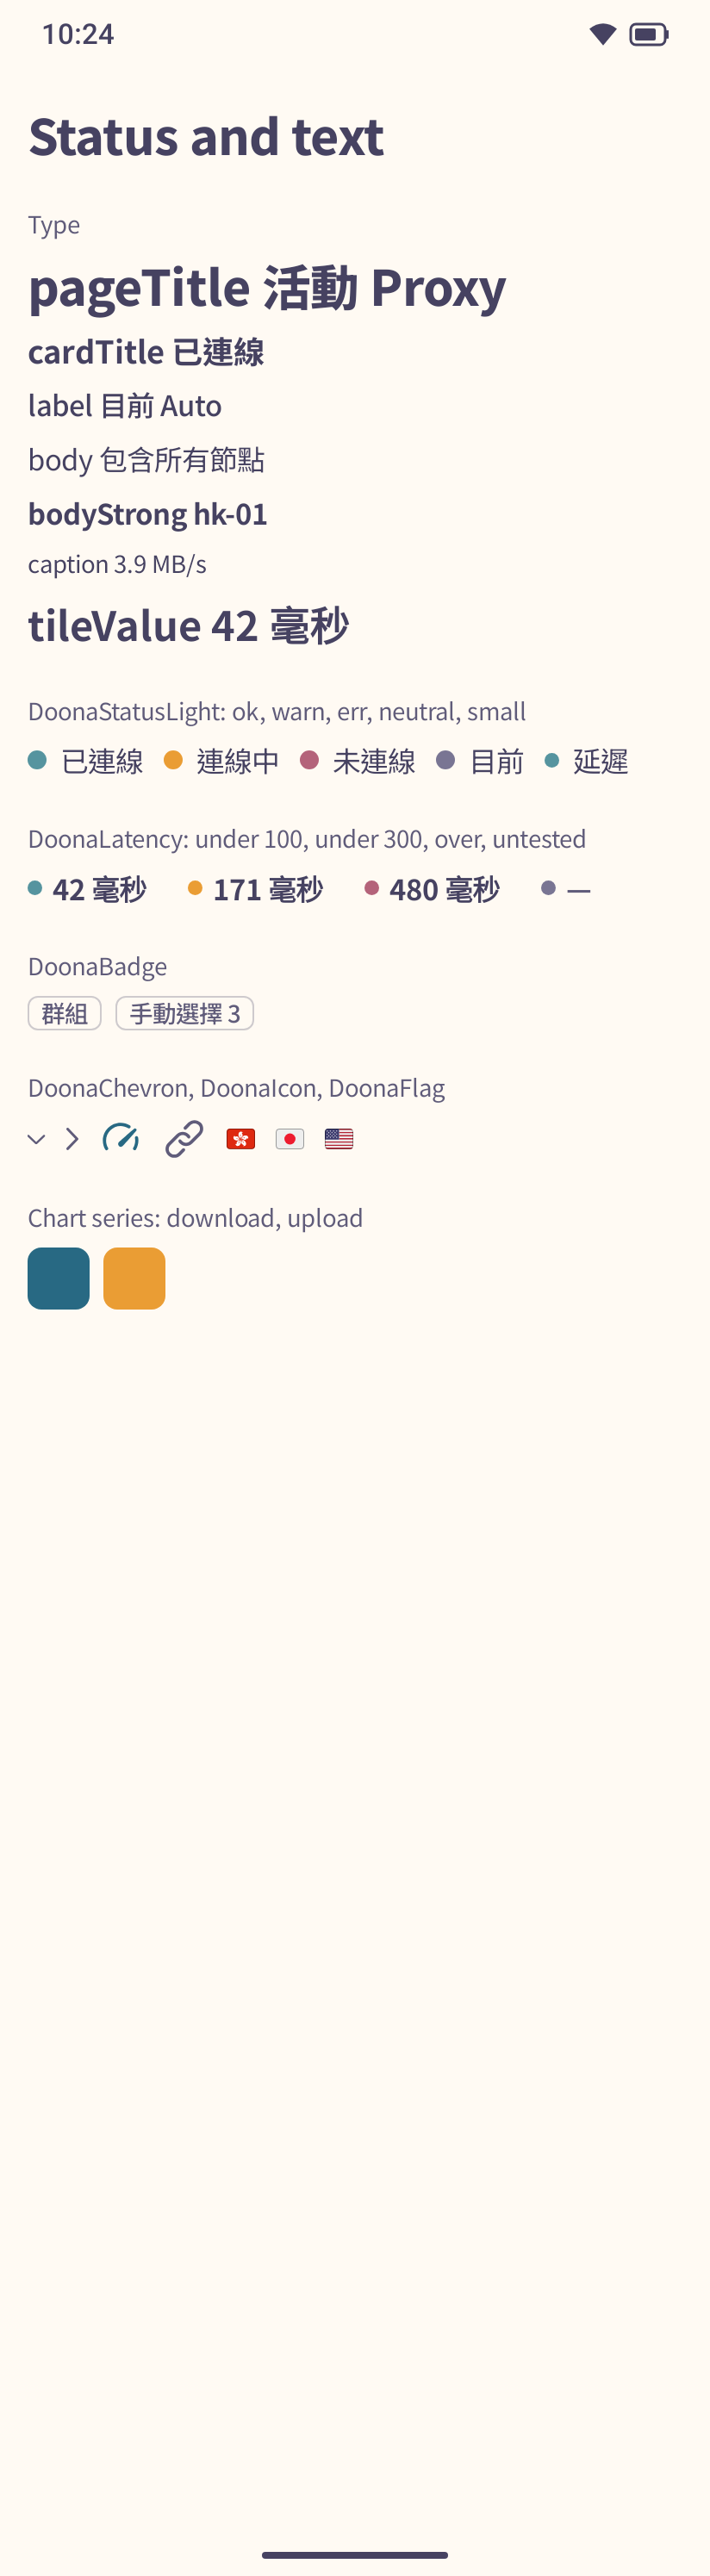 10:24
Status and text
Type
pageTitle 活動 Proxy
cardTitle 已連線
label 目前 Auto
body 包含所有節點
bodyStrong hk-01
caption 3.9 MB/s
tileValue 42 毫秒
DoonaStatusLight: ok, warn, err, neutral, small
已連線 連線中 未連線 目前 延遲
DoonaLatency: under 100, under 300, over, untested
42 毫秒 171 毫秒 480 毫秒 —
DoonaBadge
群組 手動選擇 3
DoonaChevron, DoonaIcon, DoonaFlag
Chart series: download, upload